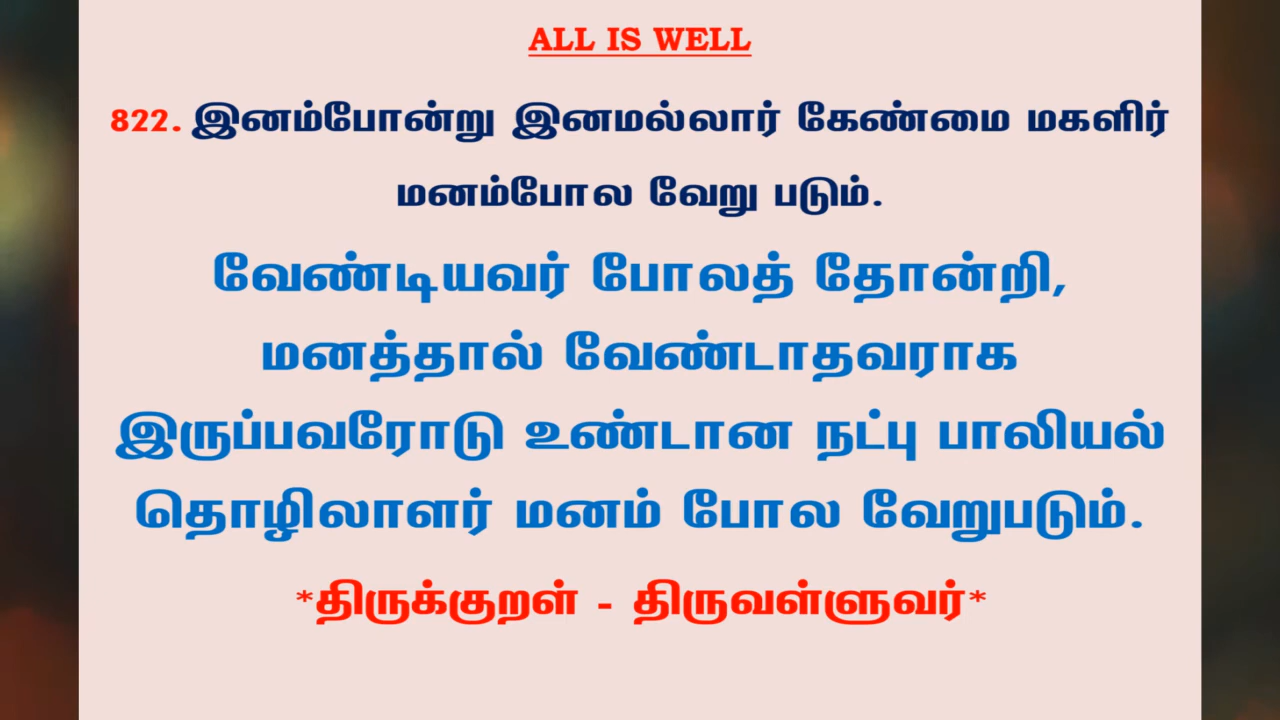 ALL IS WELL
822. இனம்போன்று இனமல்லார் கேண்மை மகளிர்
மனம்போல வேறு படும்.
வேண்டியவர் போலத் தோன்றி,
மனத்தால் வேண்டாதவராக
இருப்பவரோடு உண்டான நட்பு பாலியல்
தொழிலாளர் மனம் போல வேறுபடும்.
*திருக்குறள் - திருவள்ளுவர்*